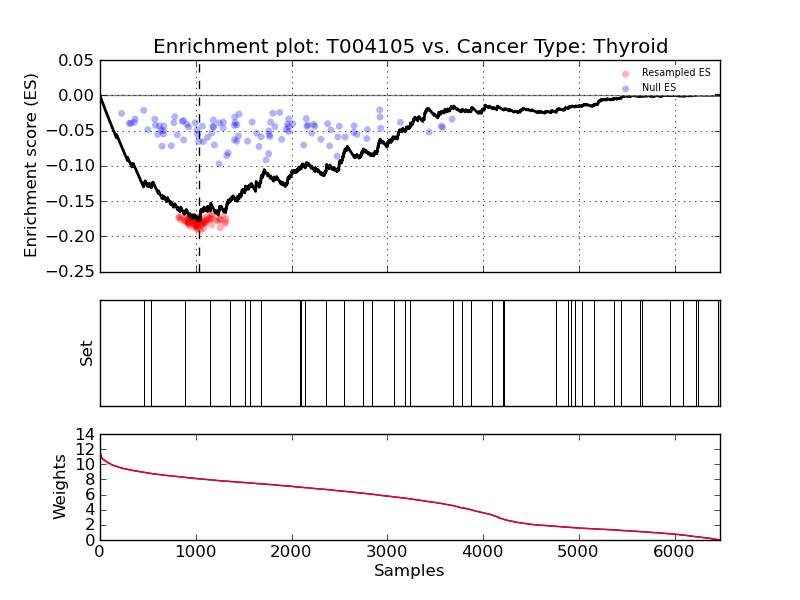 Enrichment plot: T004105 vs. Cancer Type: Thyroid
Enrichment score (ES)
0.05
0.00
−0.05
−0.10
−0.15
−0.20
−0.25
Resampled ES
Null ES
Set
Weights
14
12
10
8
6
4
2
0
0 1000 2000 3000 4000 5000 6000
Samples